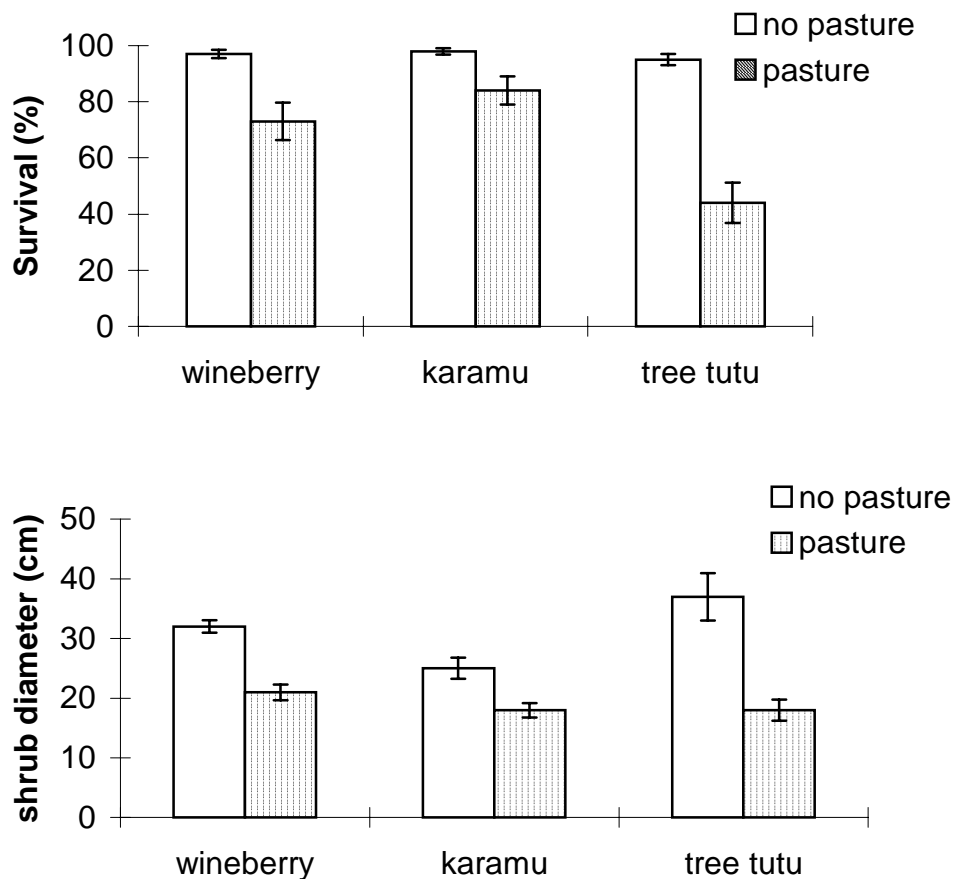 no pasture
pasture
Survival (%)
100
80
60
40
20
0
wineberry karamu tree tutu
no pasture
pasture
shrub diameter (cm)
50
40
30
20
10
0
wineberry karamu tree tutu